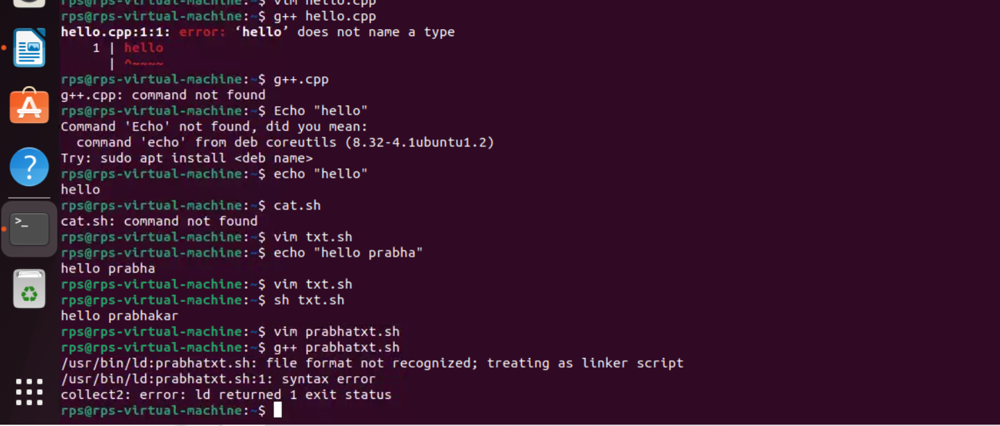 rps@rps-virtual-machine:~$ vim hello.cpp
rps@rps-virtual-machine:~$ g++ hello.cpp
hello.cpp:1:1: error: ‘hello’ does not name a type
    1 | hello
      | ^~~~~
rps@rps-virtual-machine:~$ g++.cpp
g++.cpp: command not found
rps@rps-virtual-machine:~$ Echo "hello"
Command 'Echo' not found, did you mean:
  command 'echo' from deb coreutils (8.32-4.1ubuntu1.2)
Try: sudo apt install <deb name>
rps@rps-virtual-machine:~$ echo "hello"
hello
rps@rps-virtual-machine:~$ cat.sh
cat.sh: command not found
rps@rps-virtual-machine:~$ vim txt.sh
rps@rps-virtual-machine:~$ echo "hello prabha"
hello prabha
rps@rps-virtual-machine:~$ vim txt.sh
rps@rps-virtual-machine:~$ sh txt.sh
hello prabhakar
rps@rps-virtual-machine:~$ vim prabhatxt.sh
rps@rps-virtual-machine:~$ g++ prabhatxt.sh
/usr/bin/ld:prabhatxt.sh: file format not recognized; treating as linker script
/usr/bin/ld:prabhatxt.sh:1: syntax error
collect2: error: ld returned 1 exit status
rps@rps-virtual-machine:~$